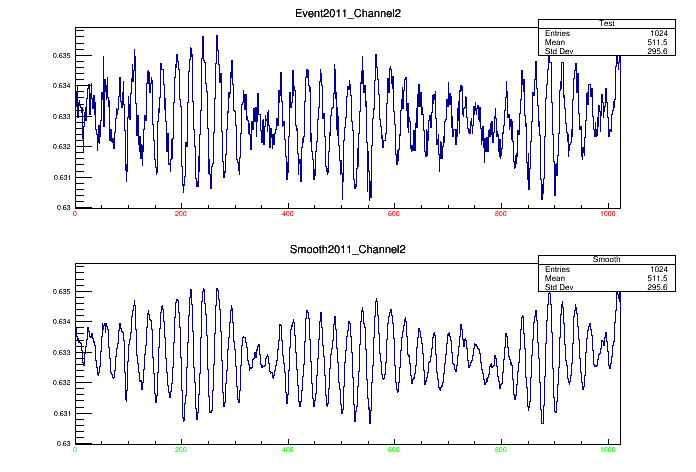 Event2011_Channel2
Test
Entries 1024
Mean 511.5
Std Dev 295.6
0.635
0.634
0.633
0.632
0.631
0.63
0 200 400 600 800 1000
Smooth2011_Channel2
Smooth
Entries 1024
Mean 511.5
Std Dev 295.6
0.635
0.634
0.633
0.632
0.631
0.63
0 200 400 600 800 1000